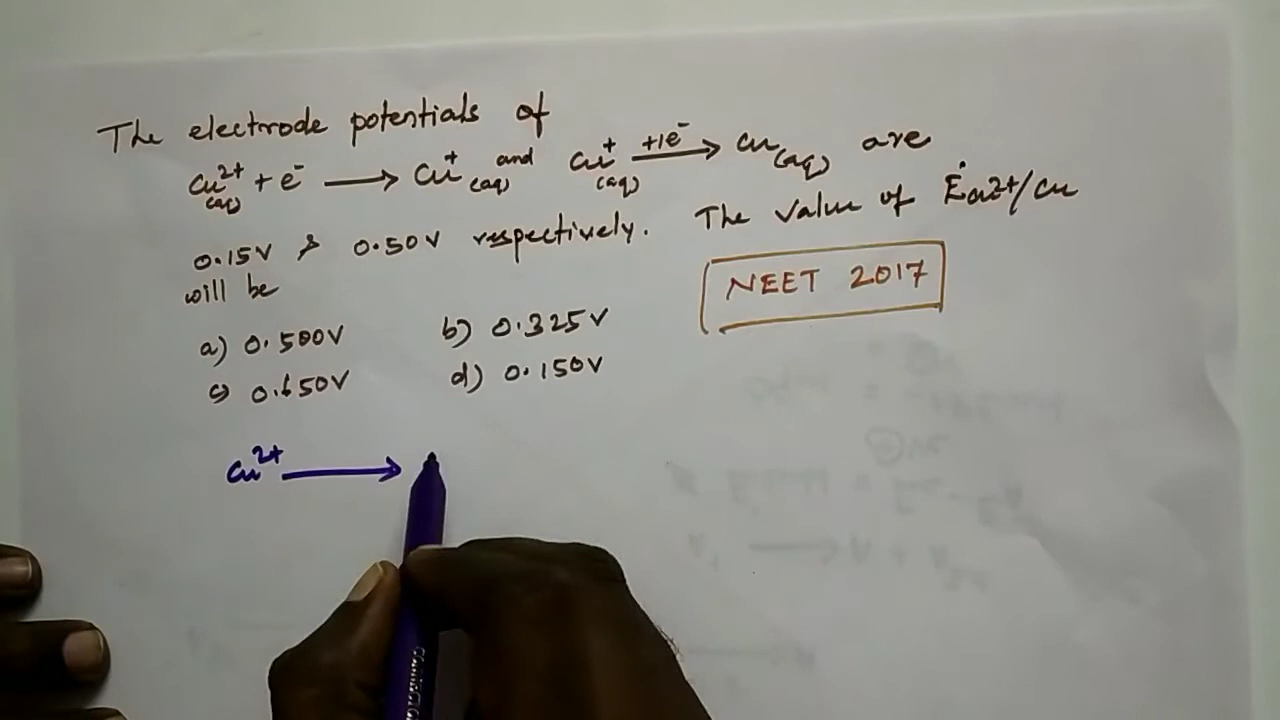 The electrode potentials of
Cu²⁺(aq) + e⁻ ⟶ Cu⁺(aq) and Cu⁺(aq) +1e⁻⟶ Cu(aq) are
0.15V & 0.50V respectively. The value of E°Cu²⁺/Cu
will be
NEET 2017
a) 0.500V b) 0.325V
c) 0.650V d) 0.150V
Cu²⁺ ⟶